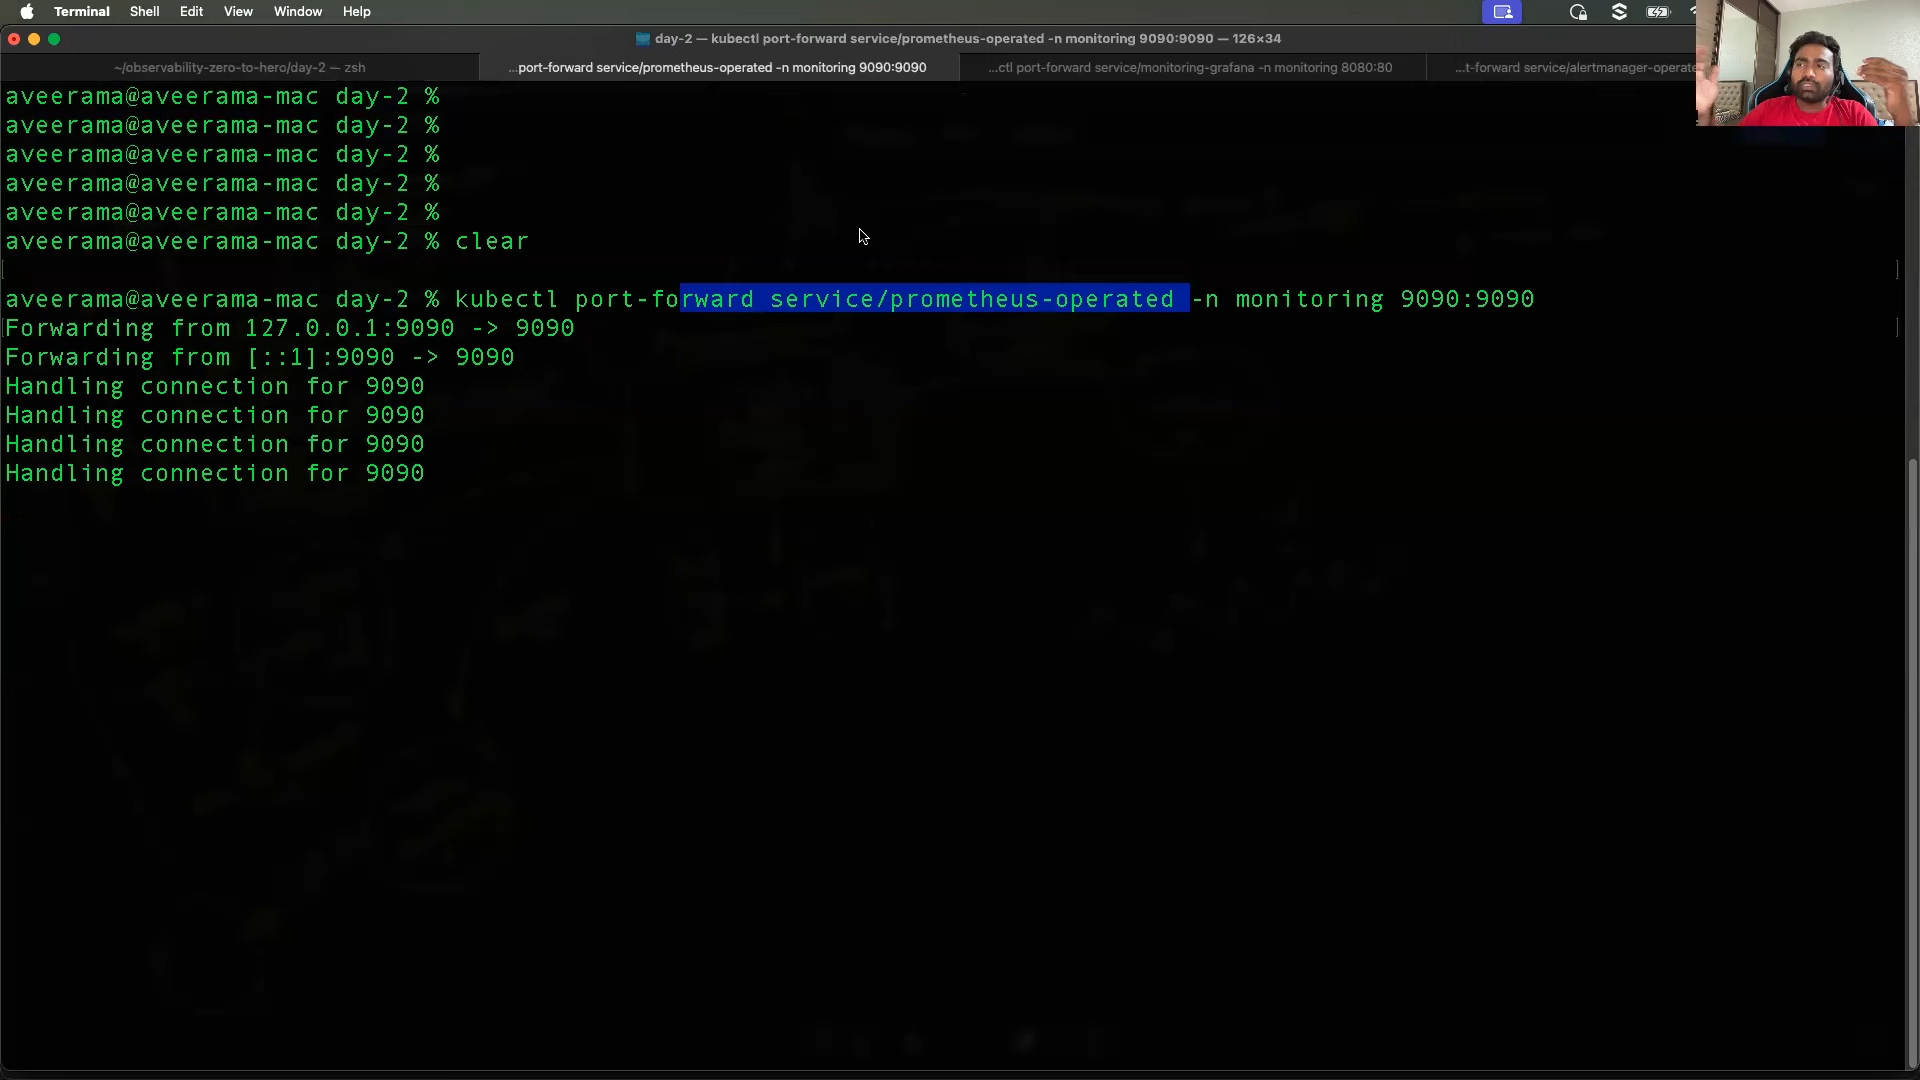 Terminal Shell Edit View Window Help
day-2 — kubectl port-forward service/prometheus-operated -n monitoring 9090:9090 — 126×34
~/observability-zero-to-hero/day-2 — zsh
...port-forward service/prometheus-operated -n monitoring 9090:9090
...ctl port-forward service/monitoring-grafana -n monitoring 8080:80
...t-forward service/alertmanager-operate
aveerama@aveerama-mac day-2 %
aveerama@aveerama-mac day-2 %
aveerama@aveerama-mac day-2 %
aveerama@aveerama-mac day-2 %
aveerama@aveerama-mac day-2 %
aveerama@aveerama-mac day-2 % clear
aveerama@aveerama-mac day-2 % kubectl port-forward service/prometheus-operated -n monitoring 9090:9090
Forwarding from 127.0.0.1:9090 -> 9090
Forwarding from [::1]:9090 -> 9090
Handling connection for 9090
Handling connection for 9090
Handling connection for 9090
Handling connection for 9090